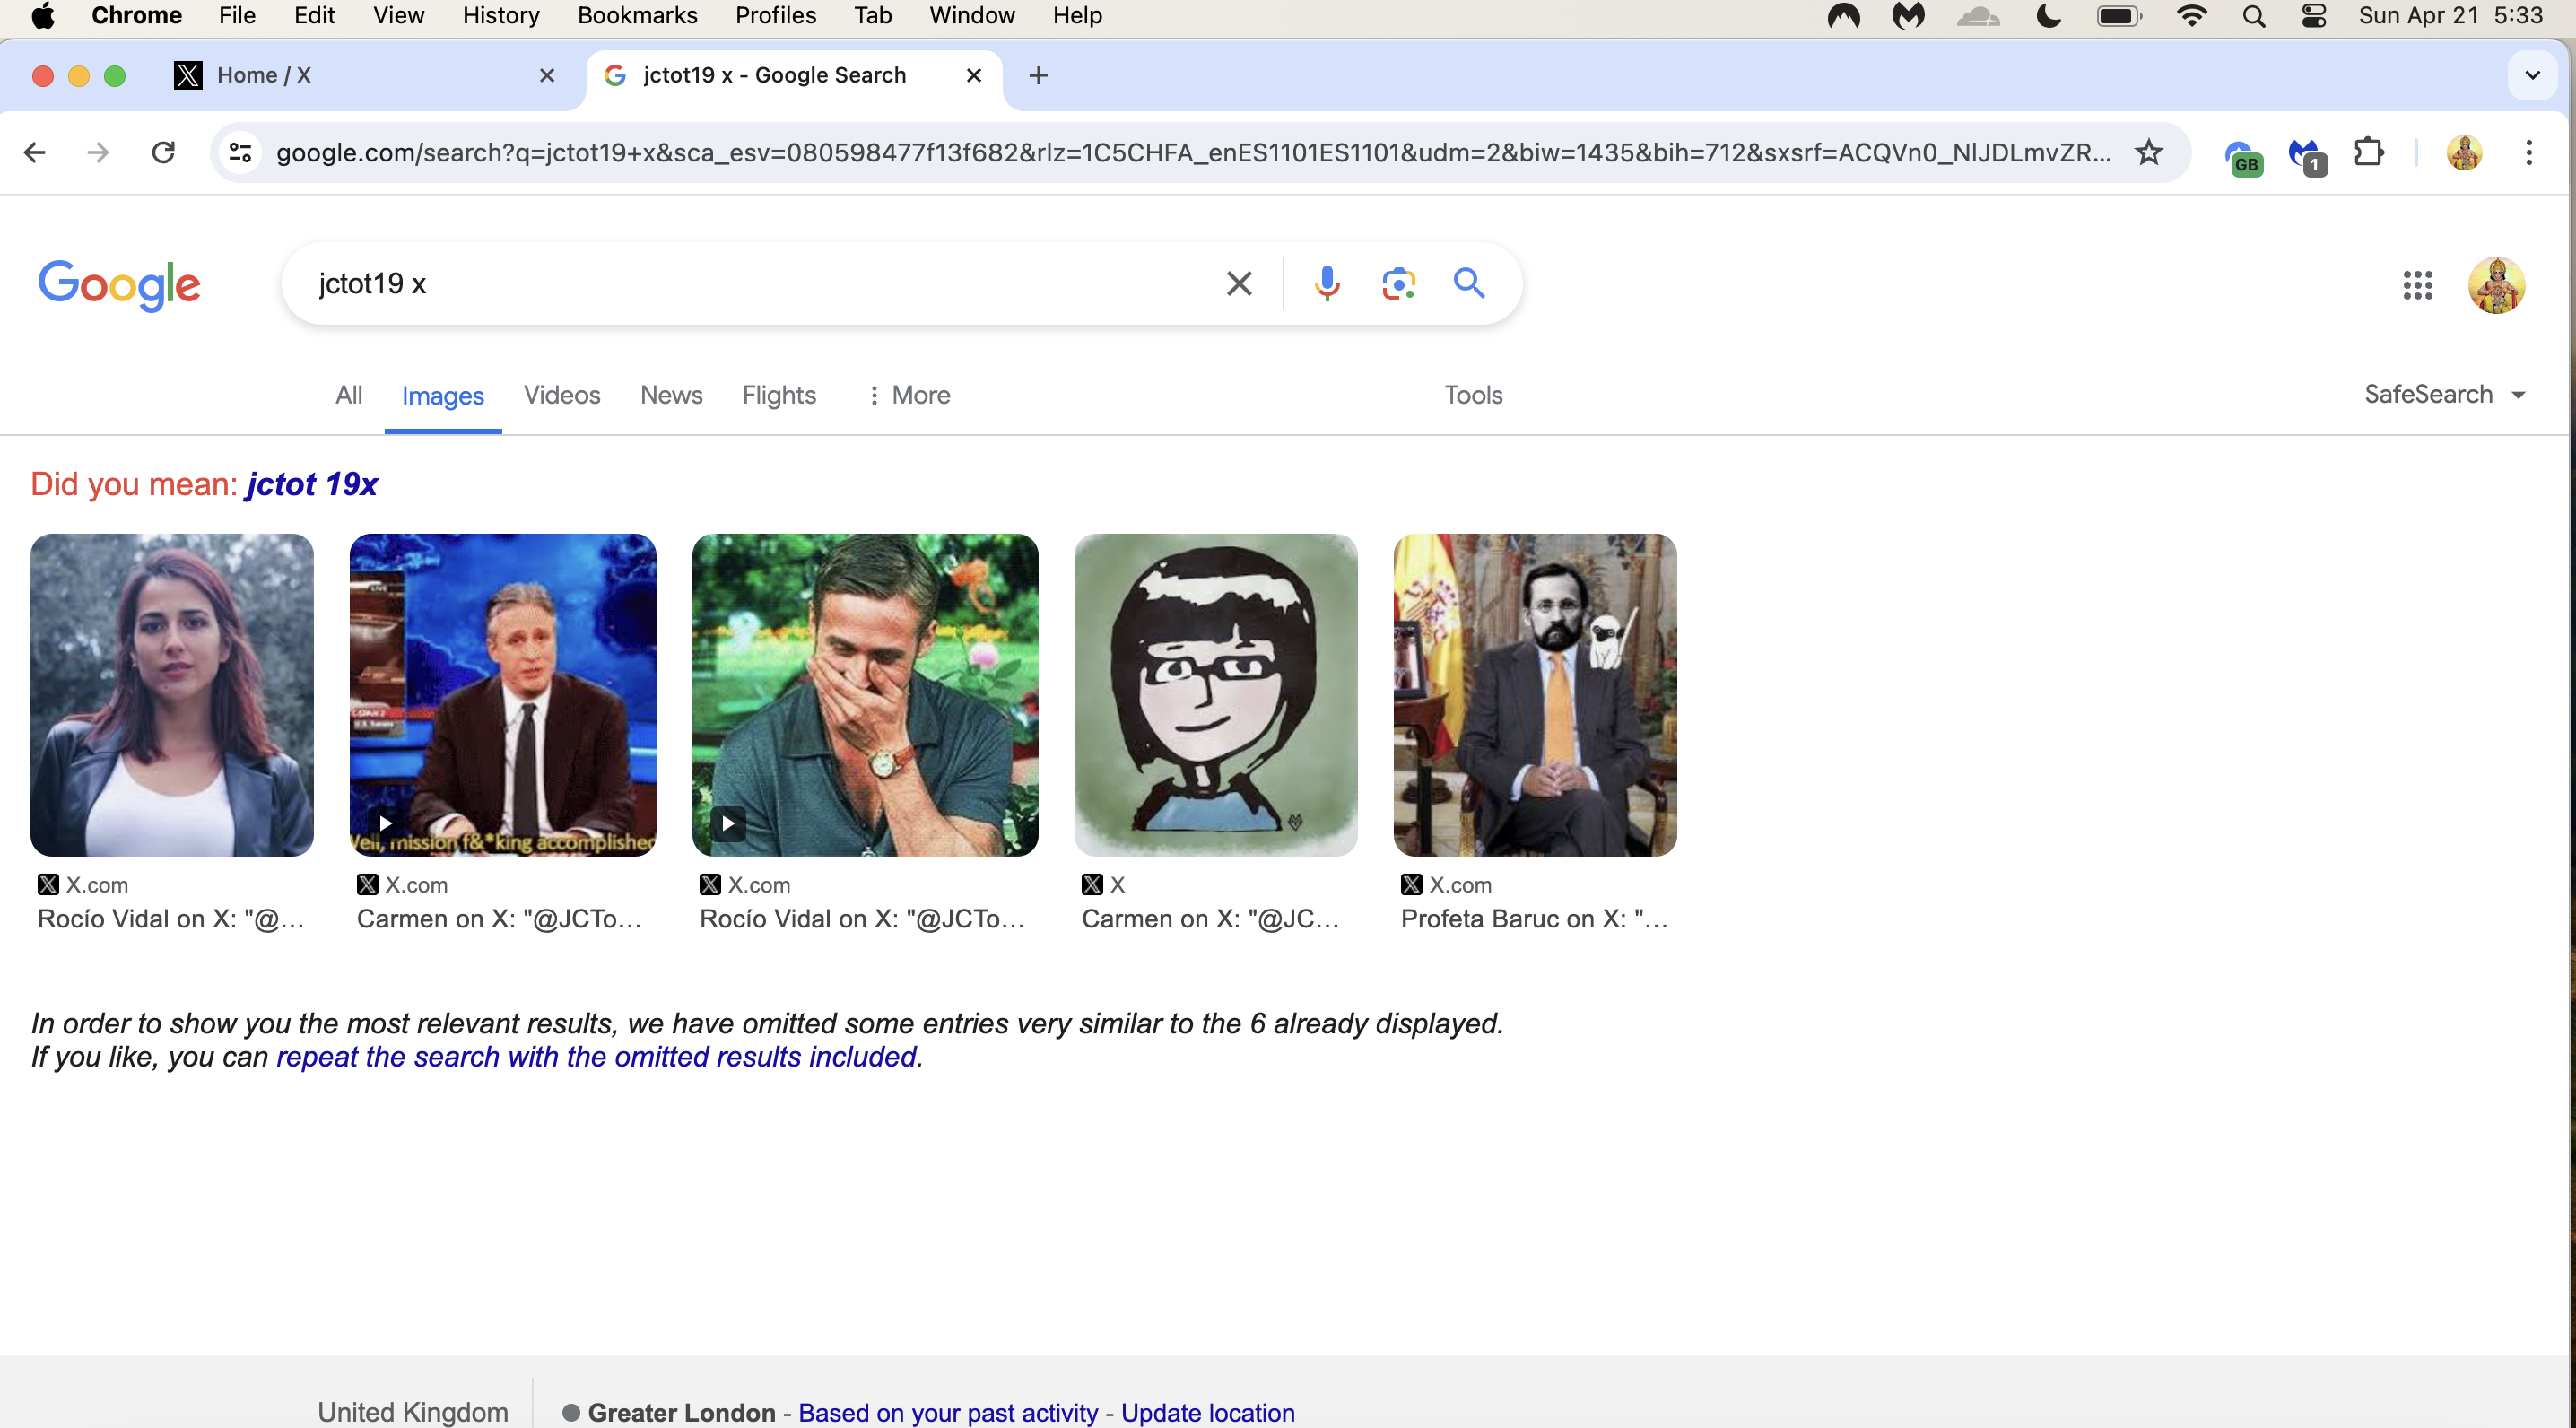 Chrome File Edit View History Bookmarks Profiles Tab Window Help Sun Apr 21 5:33
Home / X jctot19 x - Google Search
google.com/search?q=jctot19+x&sca_esv=080598477f13f682&rlz=1C5CHFA_enES1101ES1101&udm=2&biw=1435&bih=712&sxsrf=ACQVn0_NlJDLmvZR... GB 1
Google jctot19 x
All Images Videos News Flights More Tools SafeSearch
Did you mean: jctot 19x
Well, mission f&*king accomplished
X.com X.com X.com X X.com
Rocío Vidal on X: "@... Carmen on X: "@JCTo... Rocío Vidal on X: "@JCTo... Carmen on X: "@JC... Profeta Baruc on X: "...
In order to show you the most relevant results, we have omitted some entries very similar to the 6 already displayed.
If you like, you can repeat the search with the omitted results included.
United Kingdom Greater London - Based on your past activity - Update location